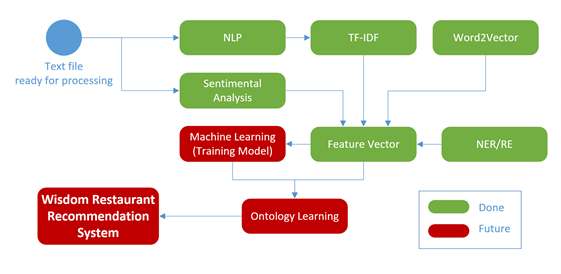 NLP
TF-IDF
Word2Vector
Text file
ready for processing
Sentimental
Analysis
Machine Learning
(Training Model)
Feature Vector
NER/RE
Wisdom Restaurant
Recommendation
System
Ontology Learning
Done
Future